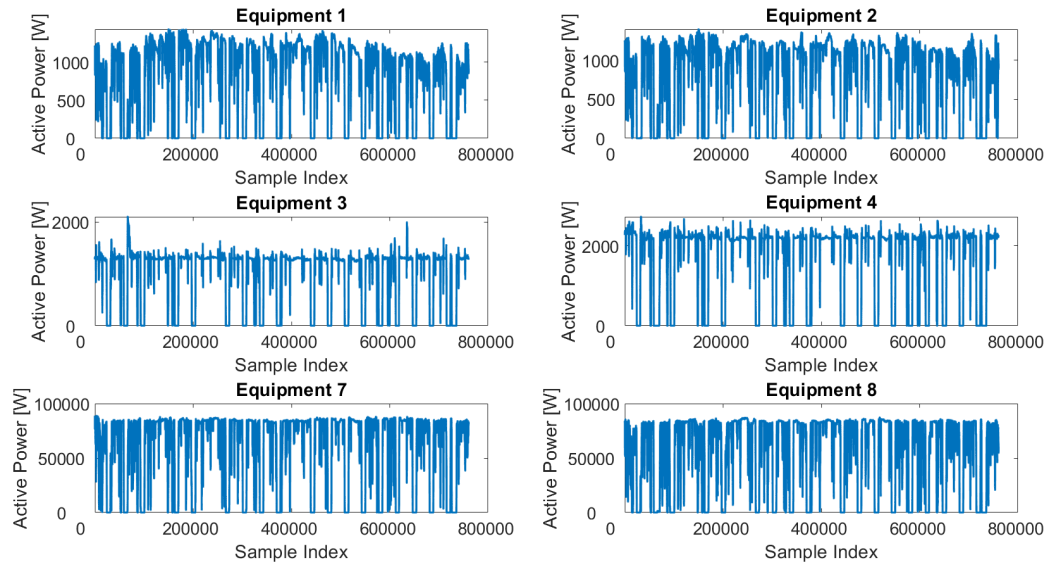 Equipment 1
Active Power [W]
1000
500
0
0 200000 400000 600000 800000
Sample Index
Equipment 2
Active Power [W]
1000
500
0
0 200000 400000 600000 800000
Sample Index
Equipment 3
Active Power [W]
2000
0
0 200000 400000 600000 800000
Sample Index
Equipment 4
Active Power [W]
2000
0
0 200000 400000 600000 800000
Sample Index
Equipment 7
Active Power [W]
100000
50000
0
0 200000 400000 600000 800000
Sample Index
Equipment 8
Active Power [W]
100000
50000
0
0 200000 400000 600000 800000
Sample Index